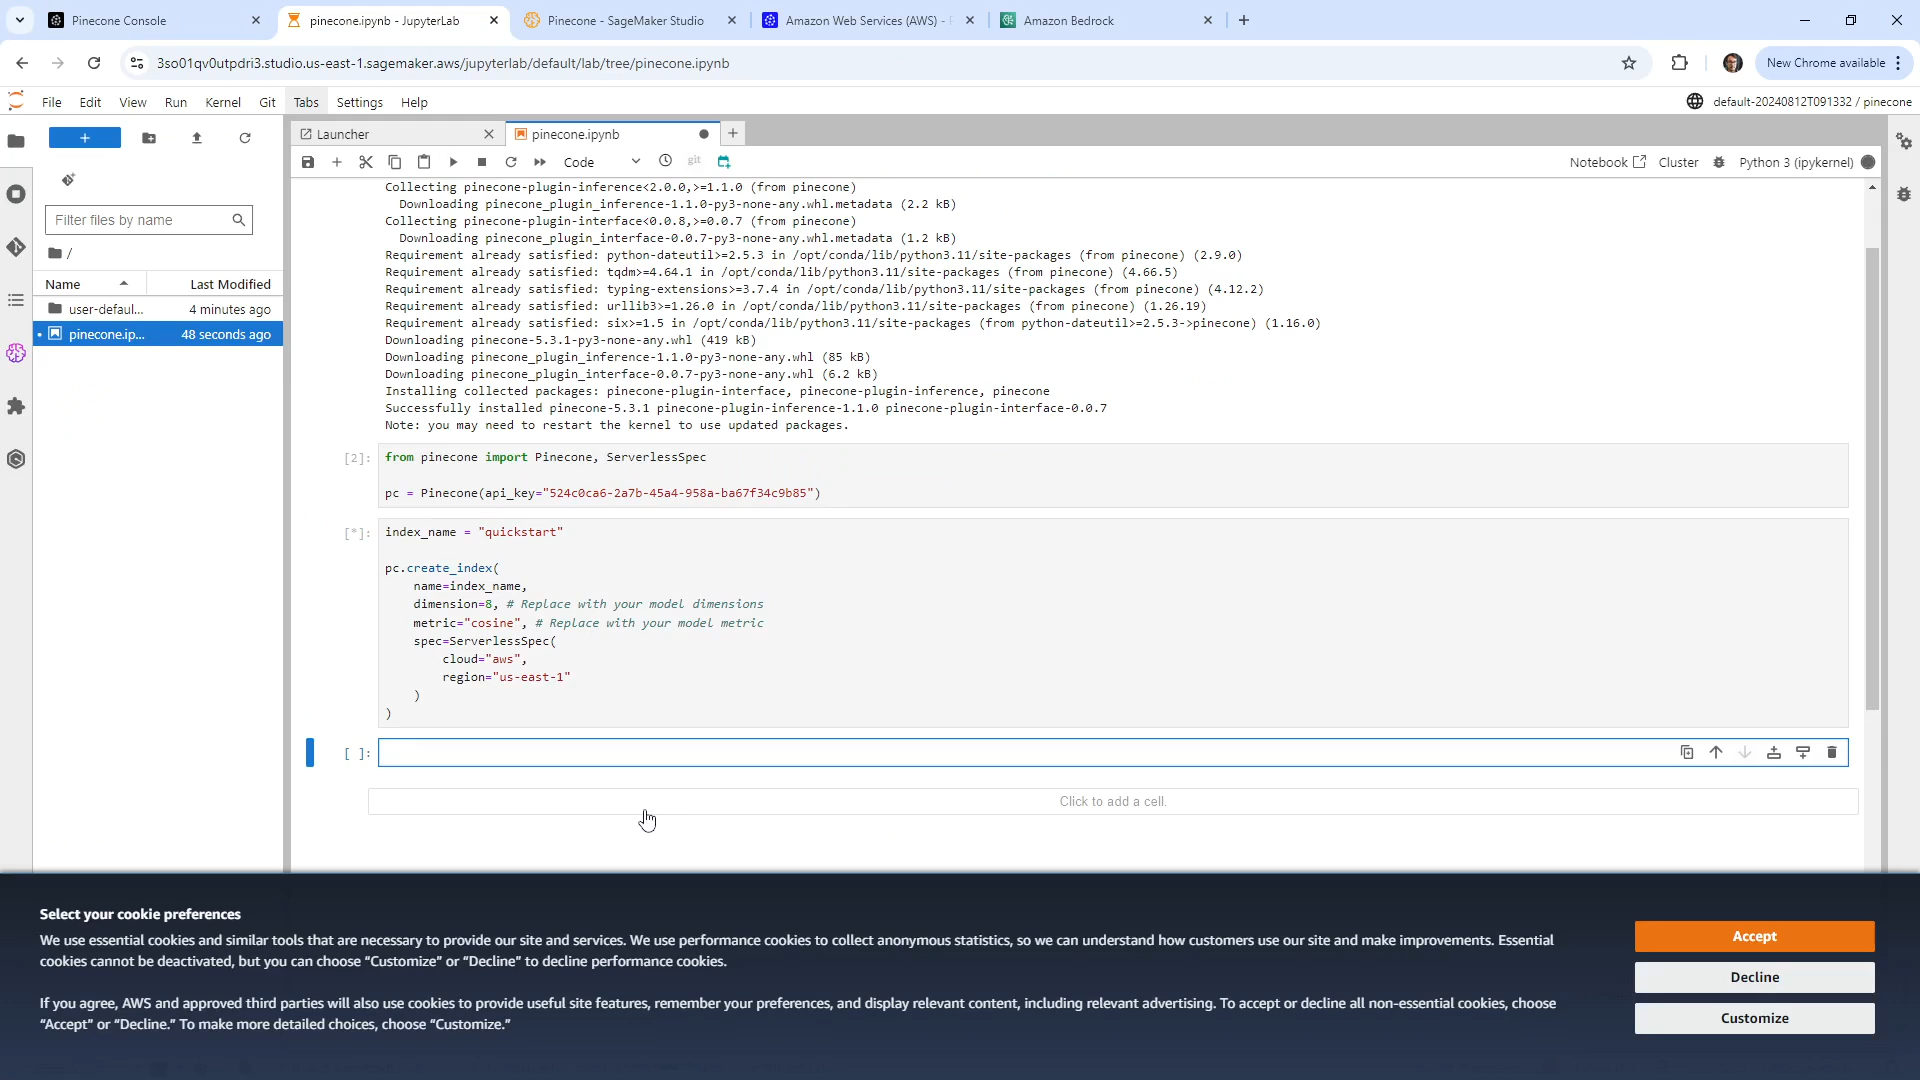 Pinecone Console
pinecone.ipynb - JupyterLab
Pinecone - SageMaker Studio
Amazon Web Services (AWS) -
Amazon Bedrock
3so01qv0utpdri3.studio.us-east-1.sagemaker.aws/jupyterlab/default/lab/tree/pinecone.ipynb
New Chrome available
File Edit View Run Kernel Git Tabs Settings Help
default-20240812T091332 / pinecone
Launcher
pinecone.ipynb
Code
git
Notebook
Cluster
Python 3 (ipykernel)
Filter files by name
/
Name
Last Modified
user-defaul...
4 minutes ago
pinecone.ip...
48 seconds ago
Collecting pinecone-plugin-inference<2.0.0,>=1.1.0 (from pinecone)
Downloading pinecone_plugin_inference-1.1.0-py3-none-any.whl.metadata (2.2 kB)
Collecting pinecone-plugin-interface<0.0.8,>=0.0.7 (from pinecone)
Downloading pinecone_plugin_interface-0.0.7-py3-none-any.whl.metadata (1.2 kB)
Requirement already satisfied: python-dateutil>=2.5.3 in /opt/conda/lib/python3.11/site-packages (from pinecone) (2.9.0)
Requirement already satisfied: tqdm>=4.64.1 in /opt/conda/lib/python3.11/site-packages (from pinecone) (4.66.5)
Requirement already satisfied: typing-extensions>=3.7.4 in /opt/conda/lib/python3.11/site-packages (from pinecone) (4.12.2)
Requirement already satisfied: urllib3>=1.26.0 in /opt/conda/lib/python3.11/site-packages (from pinecone) (1.26.19)
Requirement already satisfied: six>=1.5 in /opt/conda/lib/python3.11/site-packages (from python-dateutil>=2.5.3->pinecone) (1.16.0)
Downloading pinecone-5.3.1-py3-none-any.whl (419 kB)
Downloading pinecone_plugin_inference-1.1.0-py3-none-any.whl (85 kB)
Downloading pinecone_plugin_interface-0.0.7-py3-none-any.whl (6.2 kB)
Installing collected packages: pinecone-plugin-interface, pinecone-plugin-inference, pinecone
Successfully installed pinecone-5.3.1 pinecone-plugin-inference-1.1.0 pinecone-plugin-interface-0.0.7
Note: you may need to restart the kernel to use updated packages.
[2]: from pinecone import Pinecone, ServerlessSpec
pc = Pinecone(api_key="524c0ca6-2a7b-45a4-958a-ba67f34c9b85")
[*]: index_name = "quickstart"
pc.create_index(
name=index_name,
dimension=8, # Replace with your model dimensions
metric="cosine", # Replace with your model metric
spec=ServerlessSpec(
cloud="aws",
region="us-east-1"
)
)
[ ]:
Click to add a cell.
Select your cookie preferences
We use essential cookies and similar tools that are necessary to provide our site and services. We use performance cookies to collect anonymous statistics, so we can understand how customers use our site and make improvements. Essential
cookies cannot be deactivated, but you can choose “Customize” or “Decline” to decline performance cookies.
If you agree, AWS and approved third parties will also use cookies to provide useful site features, remember your preferences, and display relevant content, including relevant advertising. To accept or decline all non-essential cookies, choose
“Accept” or “Decline.” To make more detailed choices, choose “Customize.”
Accept
Decline
Customize